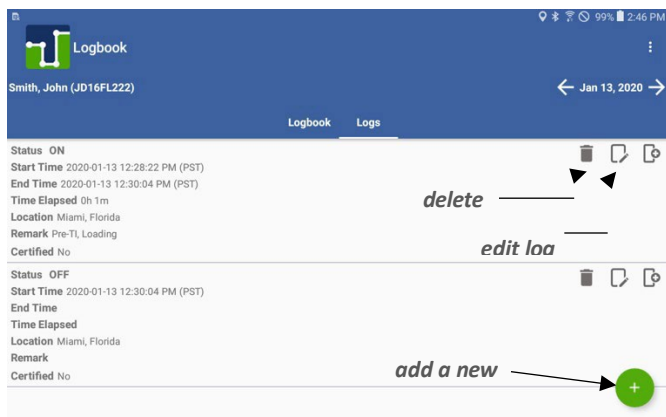 99% 2:46 PM
Logbook
Smith, John (JD16FL222)
Jan 13, 2020
Logbook Logs
Status ON
Start Time 2020-01-13 12:28:22 PM (PST)
End Time 2020-01-13 12:30:04 PM (PST)
Time Elapsed 0h 1m
delete
Location Miami, Florida
Remark Pre-TI, Loading
edit log
Certified No
Status OFF
Start Time 2020-01-13 12:30:04 PM (PST)
End Time
Time Elapsed
Location Miami, Florida
Remark
add a new
Certified No
+